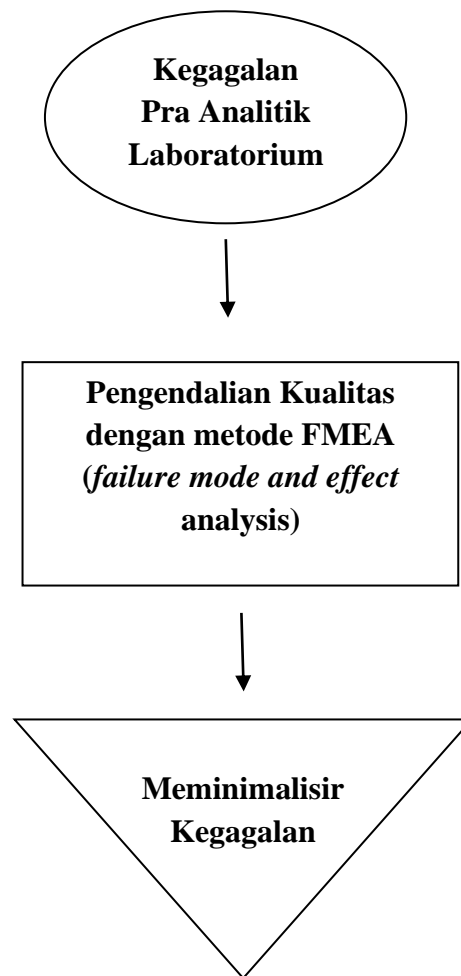 Kegagalan
Pra Analitik
Laboratorium
Pengendalian Kualitas
dengan metode FMEA
(failure mode and effect
analysis)
Meminimalisir
Kegagalan